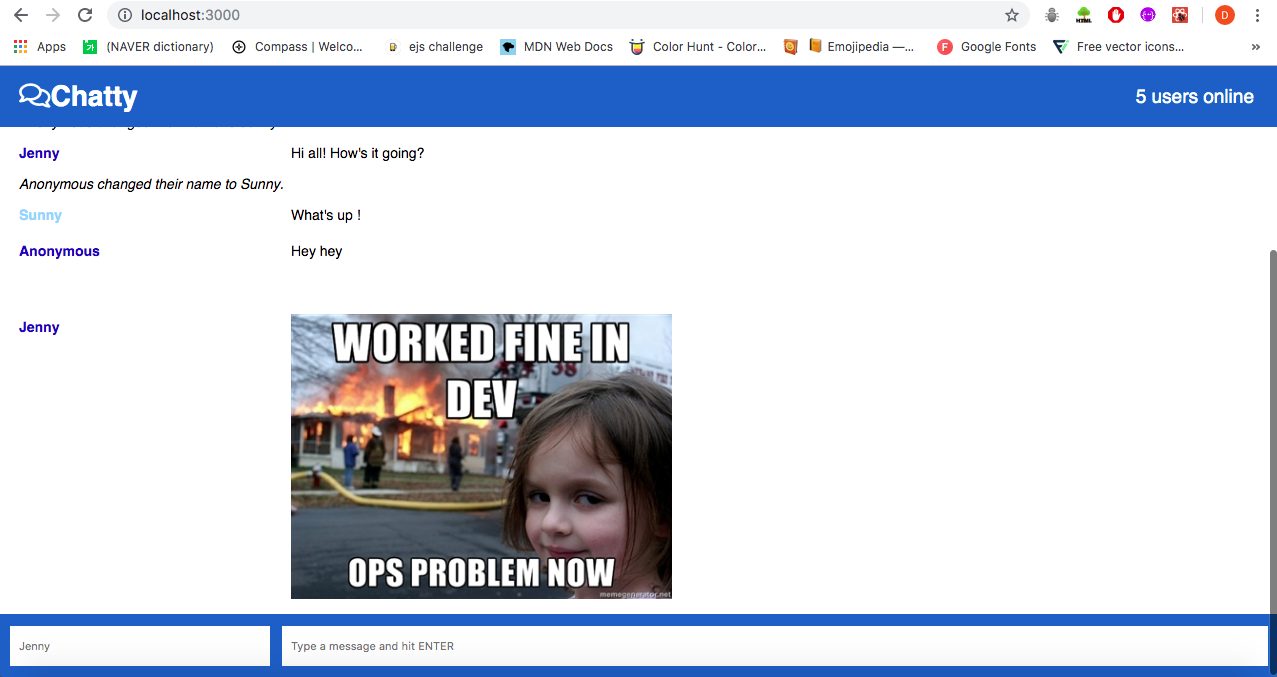 localhost:3000
Apps
(NAVER dictionary)
Compass | Welco...
ejs challenge
MDN Web Docs
Color Hunt - Color...
Emojipedia —...
Google Fonts
Free vector icons...
Chatty
5 users online
Jenny
Hi all! How's it going?
Anonymous changed their name to Sunny.
Sunny
What's up !
Anonymous
Hey hey
Jenny
WORKED FINE IN
DEV
38
OPS PROBLEM NOW
memegenerator.net
Jenny
Type a message and hit ENTER